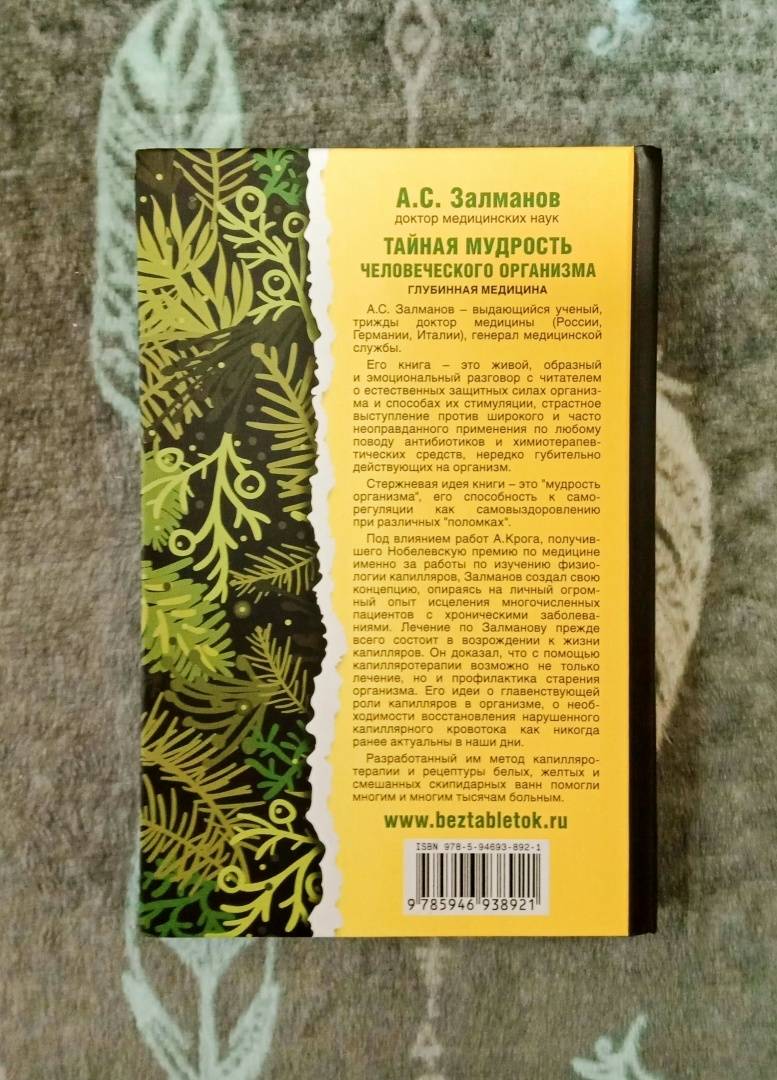 А.С. Залманов
доктор медицинских наук
ТАЙНАЯ МУДРОСТЬ
ЧЕЛОВЕЧЕСКОГО ОРГАНИЗМА
ГЛУБИННАЯ МЕДИЦИНА
А.С. Залманов – выдающийся ученый,
трижды доктор медицины (России,
Германии, Италии), генерал медицинской
службы.
Его книга – это живой, образный
и эмоциональный разговор с читателем
о естественных защитных силах организ-
ма и способах их стимуляции, страстное
выступление против широкого и часто
неоправданного применения по любому
поводу антибиотиков и химиотерапев-
тических средств, нередко губительно
действующих на организм.
Стержневая идея книги – это "мудрость
организма", его способность к само-
регуляции как самовыздоровлению
при различных "поломках".
Под влиянием работ А.Крога, получив-
шего Нобелевскую премию по медицине
именно за работы по изучению физио-
логии капилляров, Залманов создал свою
концепцию, опираясь на личный огром-
ный опыт исцеления многочисленных
пациентов с хроническими заболева-
ниями. Лечение по Залманову прежде
всего состоит в возрождении к жизни
капилляров. Он доказал, что с помощью
капилляротерапии возможно не только
лечение, но и профилактика старения
организма. Его идеи о главенствующей
роли капилляров в организме, о необ-
ходимости восстановления нарушенного
капиллярного кровотока как никогда
ранее актуальны в наши дни.
Разработанный им метод капилляро-
терапии и рецептуры белых, желтых и
смешанных скипидарных ванн помогли
многим и многим тысячам больным.
www.beztabletok.ru
ISBN 978-5-94693-892-1
9 785946 938921